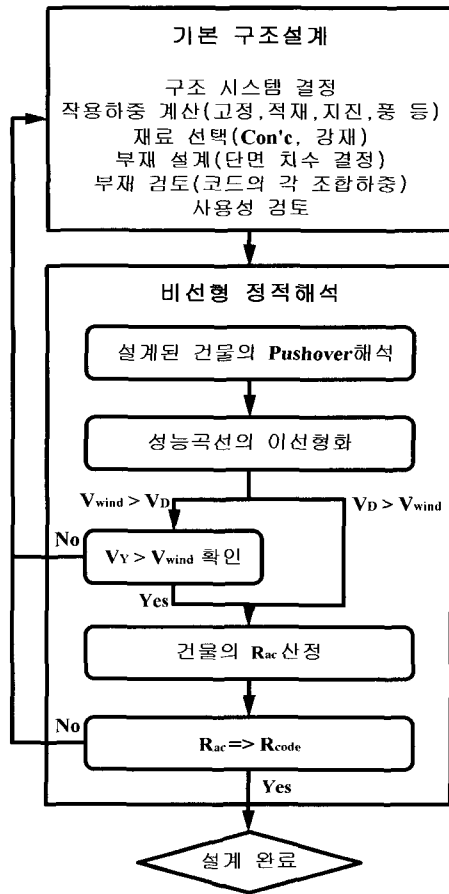 기본 구조설계
구조 시스템 결정
작용하중 계산(고정,적재,지진,풍 등)
재료 선택(Con'c, 강재)
부재 설계(단면 치수 결정)
부재 검토(코드의 각 조합하중)
사용성 검토
비선형 정적해석
설계된 건물의 Pushover해석
성능곡선의 이선형화
Vwind > VD
VD > Vwind
No
VY > Vwind 확인
Yes
건물의 Rac 산정
No
Rac => Rcode
Yes
설계 완료